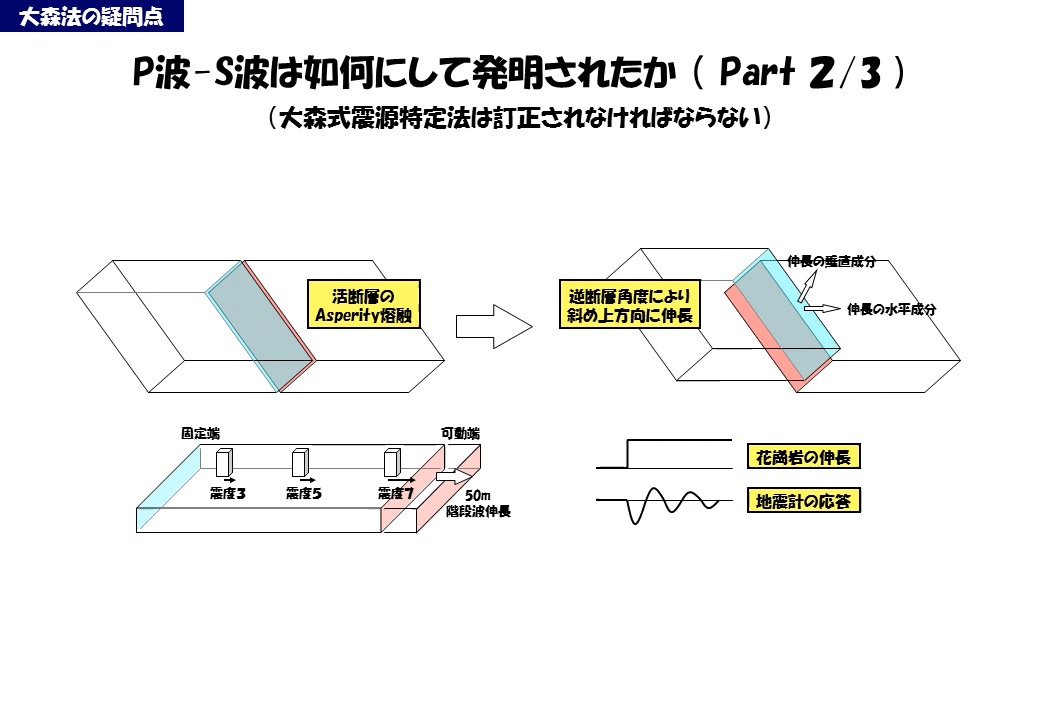 大森法の疑問点
P波-S波は如何にして発明されたか ( Part 2/3 )
(大森式震源特定法は訂正されなければならない)
活断層の
Asperity熔融
逆断層角度により
斜め上方向に伸長
伸長の垂直成分
伸長の水平成分
固定端
可動端
震度3
震度5
震度7
50m
階段波伸長
花崗岩の伸長
地震計の応答